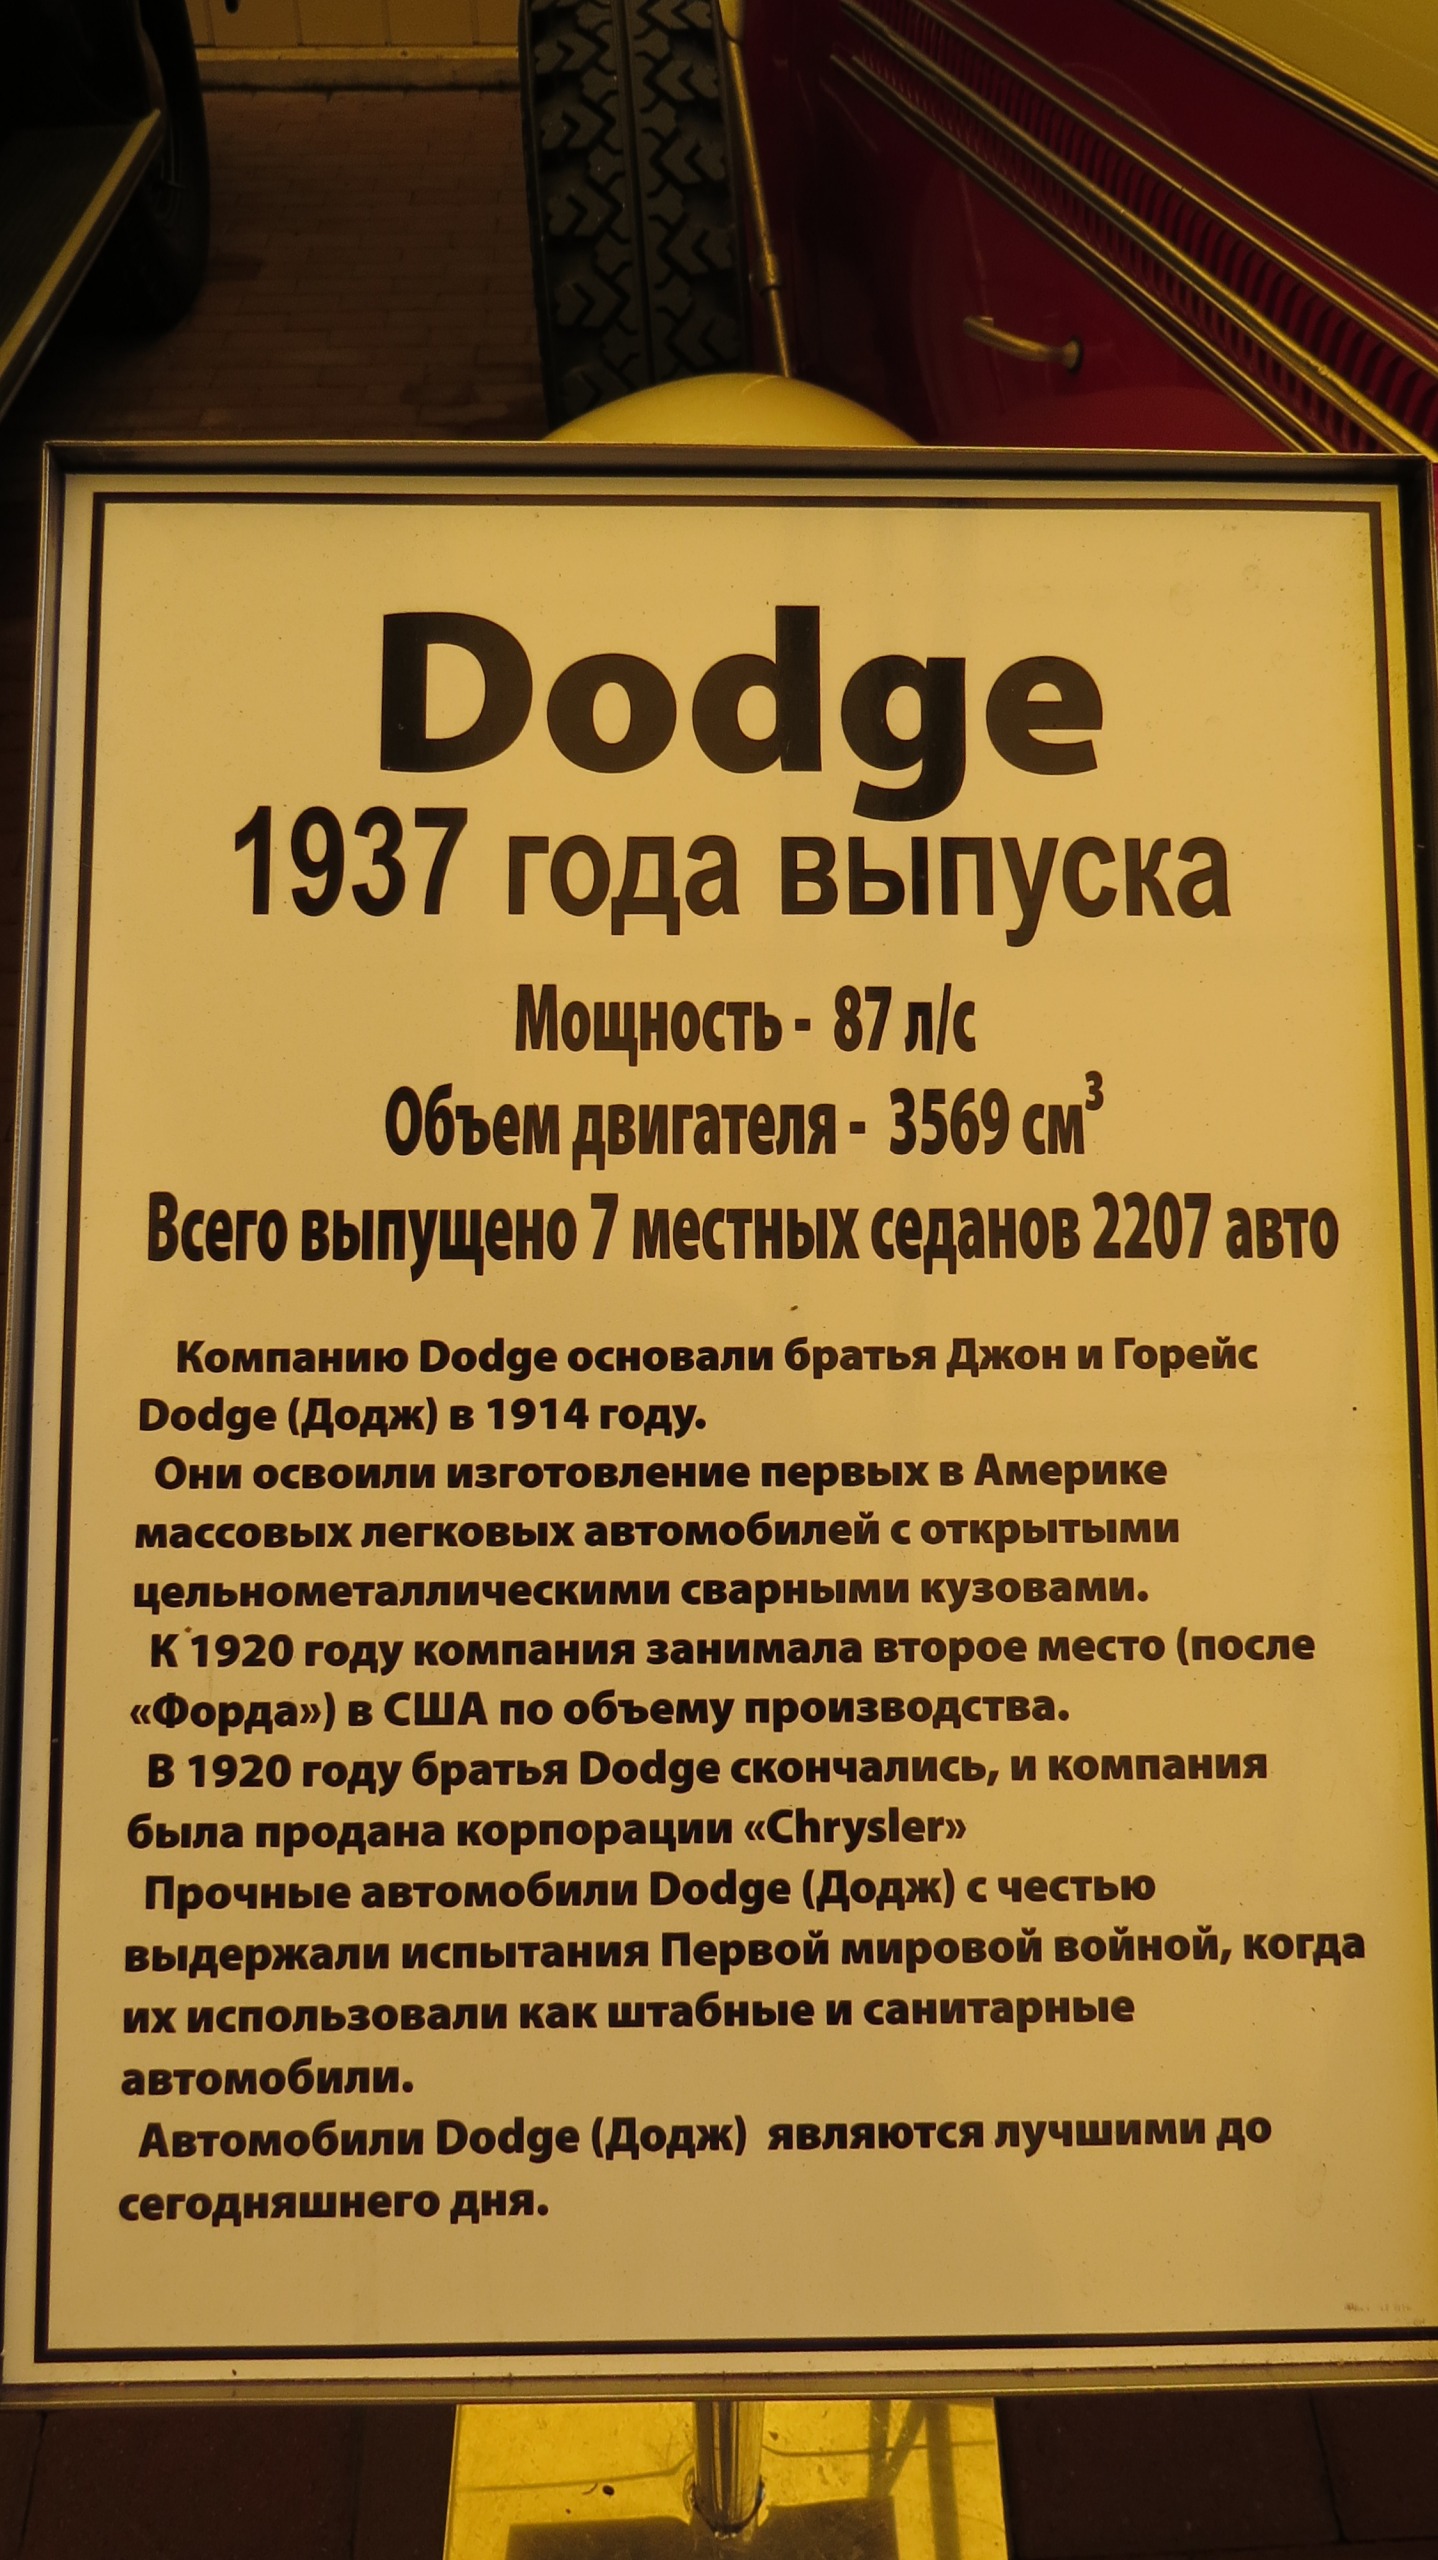 Dodge
1937 года выпуска
Мощность - 87 л/с
Объем двигателя - 3569 см³
Всего выпущено 7 местных седанов 2207 авто
Компанию Dodge основали братья Джон и Горейс
Dodge (Додж) в 1914 году.
Они освоили изготовление первых в Америке
массовых легковых автомобилей с открытыми
цельнометаллическими сварными кузовами.
К 1920 году компания занимала второе место (после
«Форда») в США по объему производства.
В 1920 году братья Dodge скончались, и компания
была продана корпорации «Chrysler»
Прочные автомобили Dodge (Додж) с честью
выдержали испытания Первой мировой войной, когда
их использовали как штабные и санитарные
автомобили.
Автомобили Dodge (Додж) являются лучшими до
сегодняшнего дня.